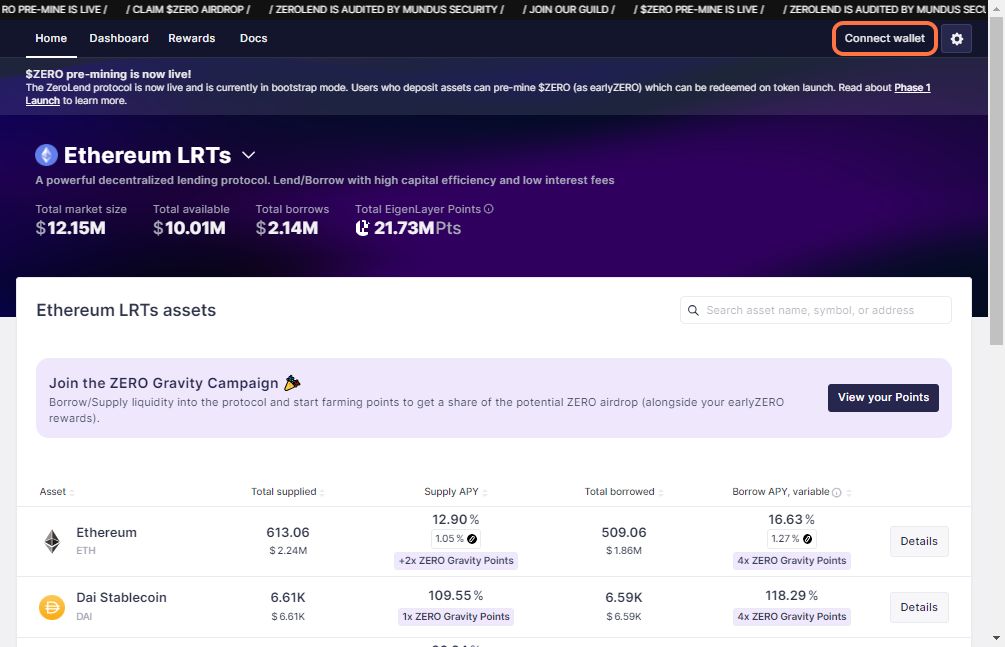 RO PRE-MINE IS LIVE / / CLAIM $ZERO AIRDROP / / ZEROLEND IS AUDITED BY MUNDUS SECURITY / / JOIN OUR GUILD / / $ZERO PRE-MINE IS LIVE / / ZEROLEND IS AUDITED BY MUNDUS SECU
Home Dashboard Rewards Docs Connect wallet
$ZERO pre-mining is now live!
The ZeroLend protocol is now live and is currently in bootstrap mode. Users who deposit assets can pre-mine $ZERO (as earlyZERO) which can be redeemed on token launch. Read about Phase 1
Launch to learn more.
Ethereum LRTs
A powerful decentralized lending protocol. Lend/Borrow with high capital efficiency and low interest fees
Total market size Total available Total borrows Total EigenLayer Points
$12.15M $10.01M $2.14M 21.73MPts
Ethereum LRTs assets
Search asset name, symbol, or address
Join the ZERO Gravity Campaign
Borrow/Supply liquidity into the protocol and start farming points to get a share of the potential ZERO airdrop (alongside your earlyZERO
rewards).
View your Points
Asset Total supplied Supply APY Total borrowed Borrow APY, variable
Ethereum
ETH
613.06
$2.24M
12.90%
1.05%
+2x ZERO Gravity Points
509.06
$1.86M
16.63%
1.27%
4x ZERO Gravity Points
Details
Dai Stablecoin
DAI
6.61K
$6.61K
109.55%
1x ZERO Gravity Points
6.59K
$6.59K
118.29%
4x ZERO Gravity Points
Details